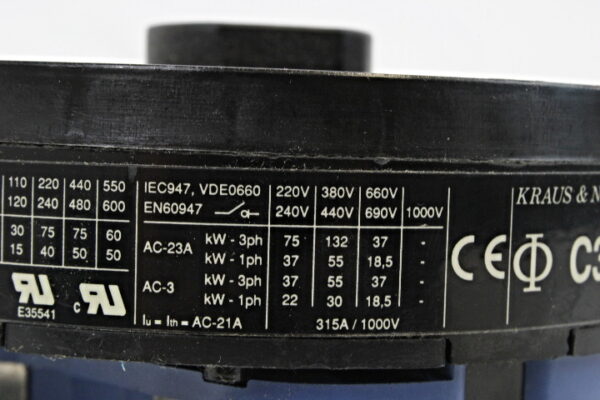 110 220 440 550
120 240 480 600
30 75 75 60
15 40 50 50
E35541
c
IEC947, VDE0660 220V 380V 660V
EN60947 240V 440V 690V 1000V
AC-23A kW - 3ph 75 132 37 -
kW - 1ph 37 55 18,5 -
AC-3 kW - 3ph 37 55 37 -
kW - 1ph 22 30 18,5 -
Iu = Ith = AC-21A 315A / 1000V
CE
KRAUS & N
C3